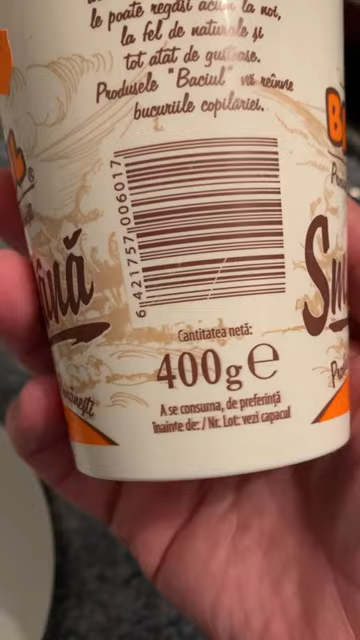 le poate regăsi acum la noi,
la fel de naturale și
tot atât de gustoase.
Produsele "Baciul" vă reînvie
bucuriile copilăriei.
6 421757 006017
Cantitatea netă:
400g e
A se consuma, de preferință
înainte de: / Nr. Lot: vezi capacul